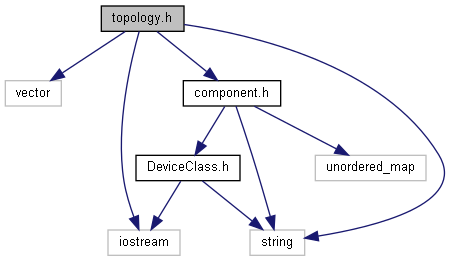 topology.h
vector
component.h
DeviceClass.h
unordered_map
iostream
string